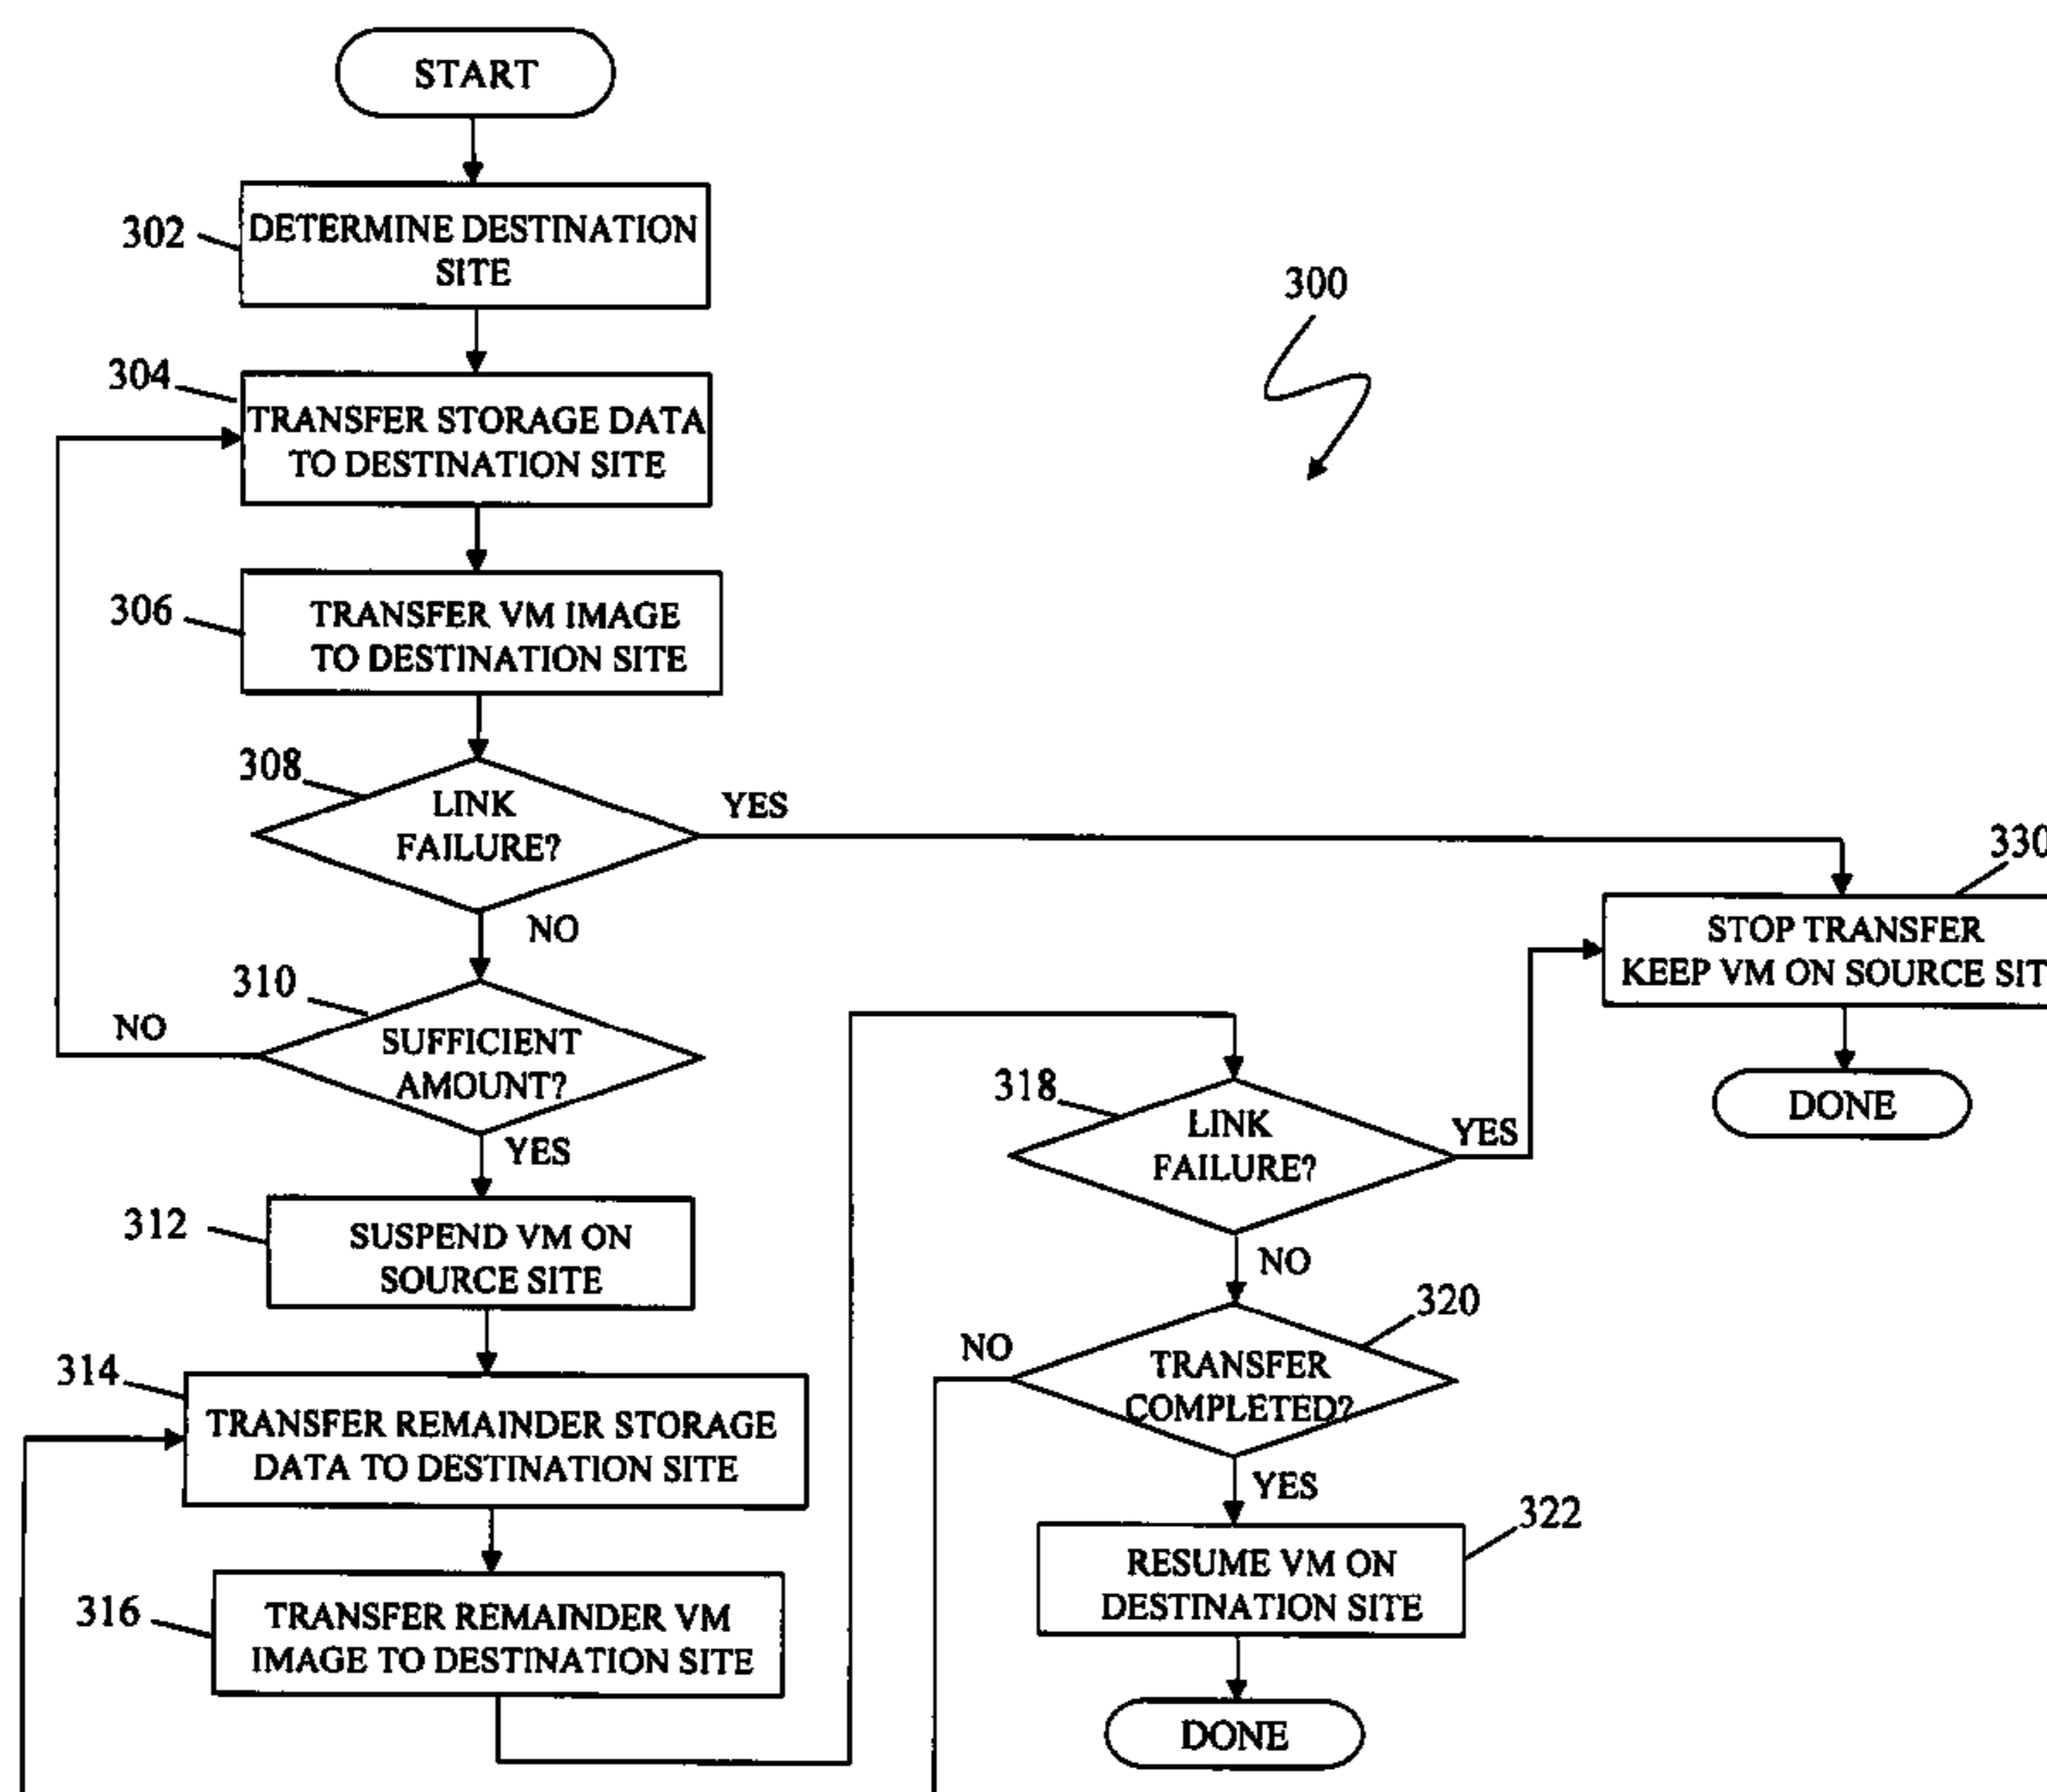 START
302
DETERMINE DESTINATION
SITE
300
304
TRANSFER STORAGE DATA
TO DESTINATION SITE
306
TRANSFER VM IMAGE
TO DESTINATION SITE
308
LINK
FAILURE?
YES
NO
330
STOP TRANSFER
KEEP VM ON SOURCE SIT
DONE
310
SUFFICIENT
AMOUNT?
NO
YES
312
SUSPEND VM ON
SOURCE SITE
314
TRANSFER REMAINDER STORAGE
DATA TO DESTINATION SITE
316
TRANSFER REMAINDER VM
IMAGE TO DESTINATION SITE
318
LINK
FAILURE?
YES
NO
320
TRANSFER
COMPLETED?
NO
YES
322
RESUME VM ON
DESTINATION SITE
DONE